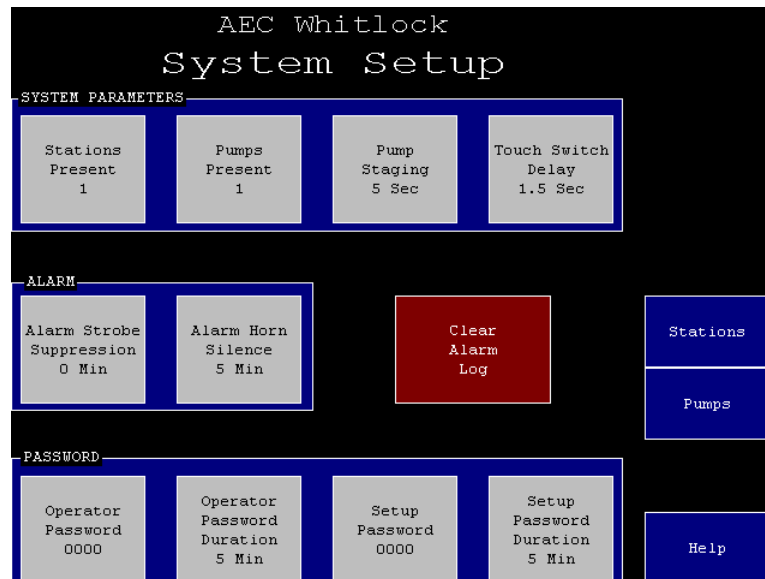 AEC Whitlock
System Setup
SYSTEM PARAMETERS
Stations
Present
1
Pumps
Present
1
Pump
Staging
5 Sec
Touch Switch
Delay
1.5 Sec
ALARM
Alarm Strobe
Suppression
0 Min
Alarm Horn
Silence
5 Min
Clear
Alarm
Log
Stations
Pumps
PASSWORD
Operator
Password
0000
Operator
Password
Duration
5 Min
Setup
Password
0000
Setup
Password
Duration
5 Min
Help